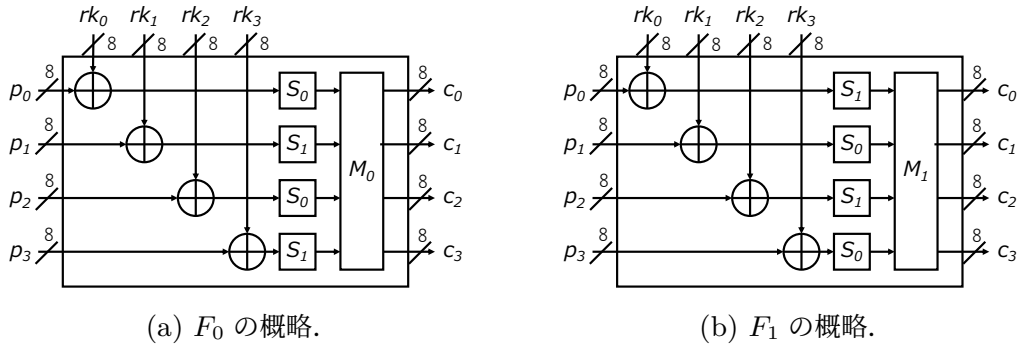 rk₀ rk₁ rk₂ rk₃ rk₀ rk₁ rk₂ rk₃
8 8 8 8 8 8 8 8
p₀ 8 S₀ 8 c₀ p₀ 8 S₁ 8 c₀
p₁ 8 S₁ 8 c₁ p₁ 8 S₀ 8 c₁
M₀ M₁
p₂ 8 S₀ 8 c₂ p₂ 8 S₁ 8 c₂
p₃ 8 S₁ 8 c₃ p₃ 8 S₀ 8 c₃
(a) F₀ の概略. (b) F₁ の概略.